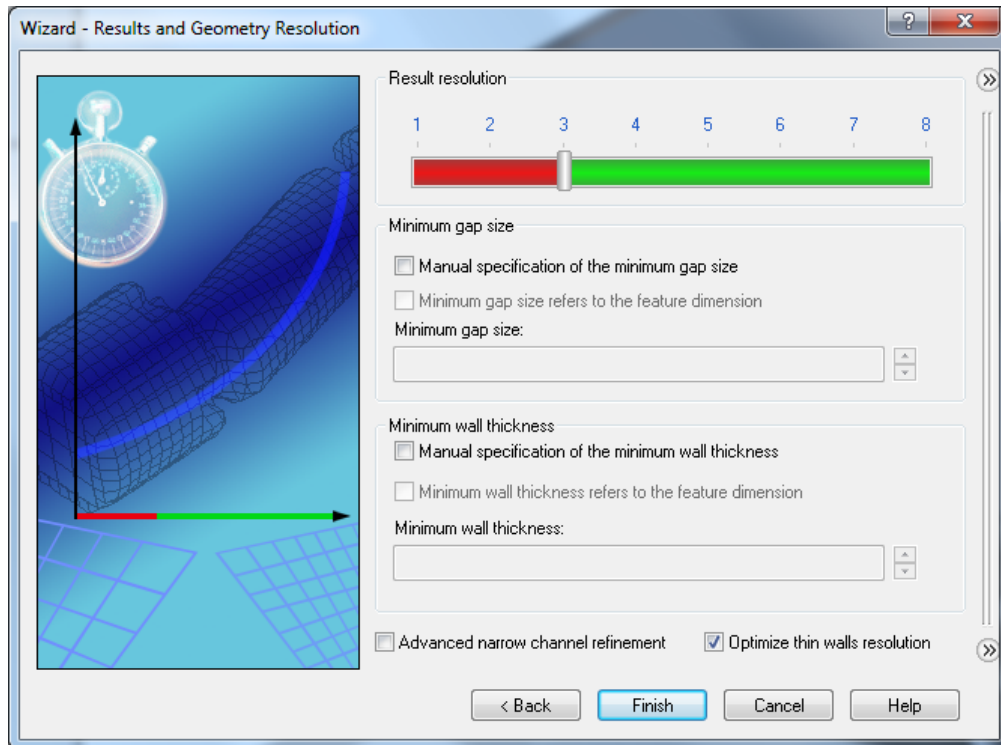 Wizard - Results and Geometry Resolution
Result resolution
1 2 3 4 5 6 7 8
Minimum gap size
Manual specification of the minimum gap size
Minimum gap size refers to the feature dimension
Minimum gap size:
Minimum wall thickness
Manual specification of the minimum wall thickness
Minimum wall thickness refers to the feature dimension
Minimum wall thickness:
Advanced narrow channel refinement Optimize thin walls resolution
< Back Finish Cancel Help